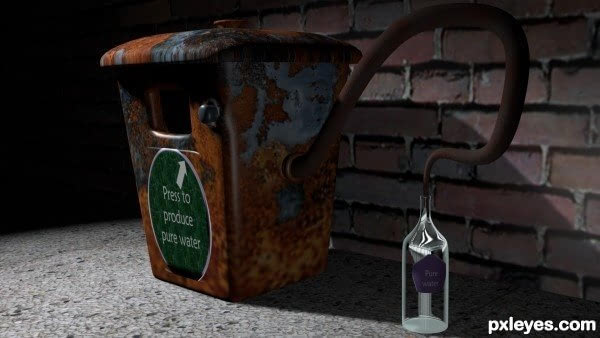 Press to
produce
pure water
Pure
water
pxleyes.com